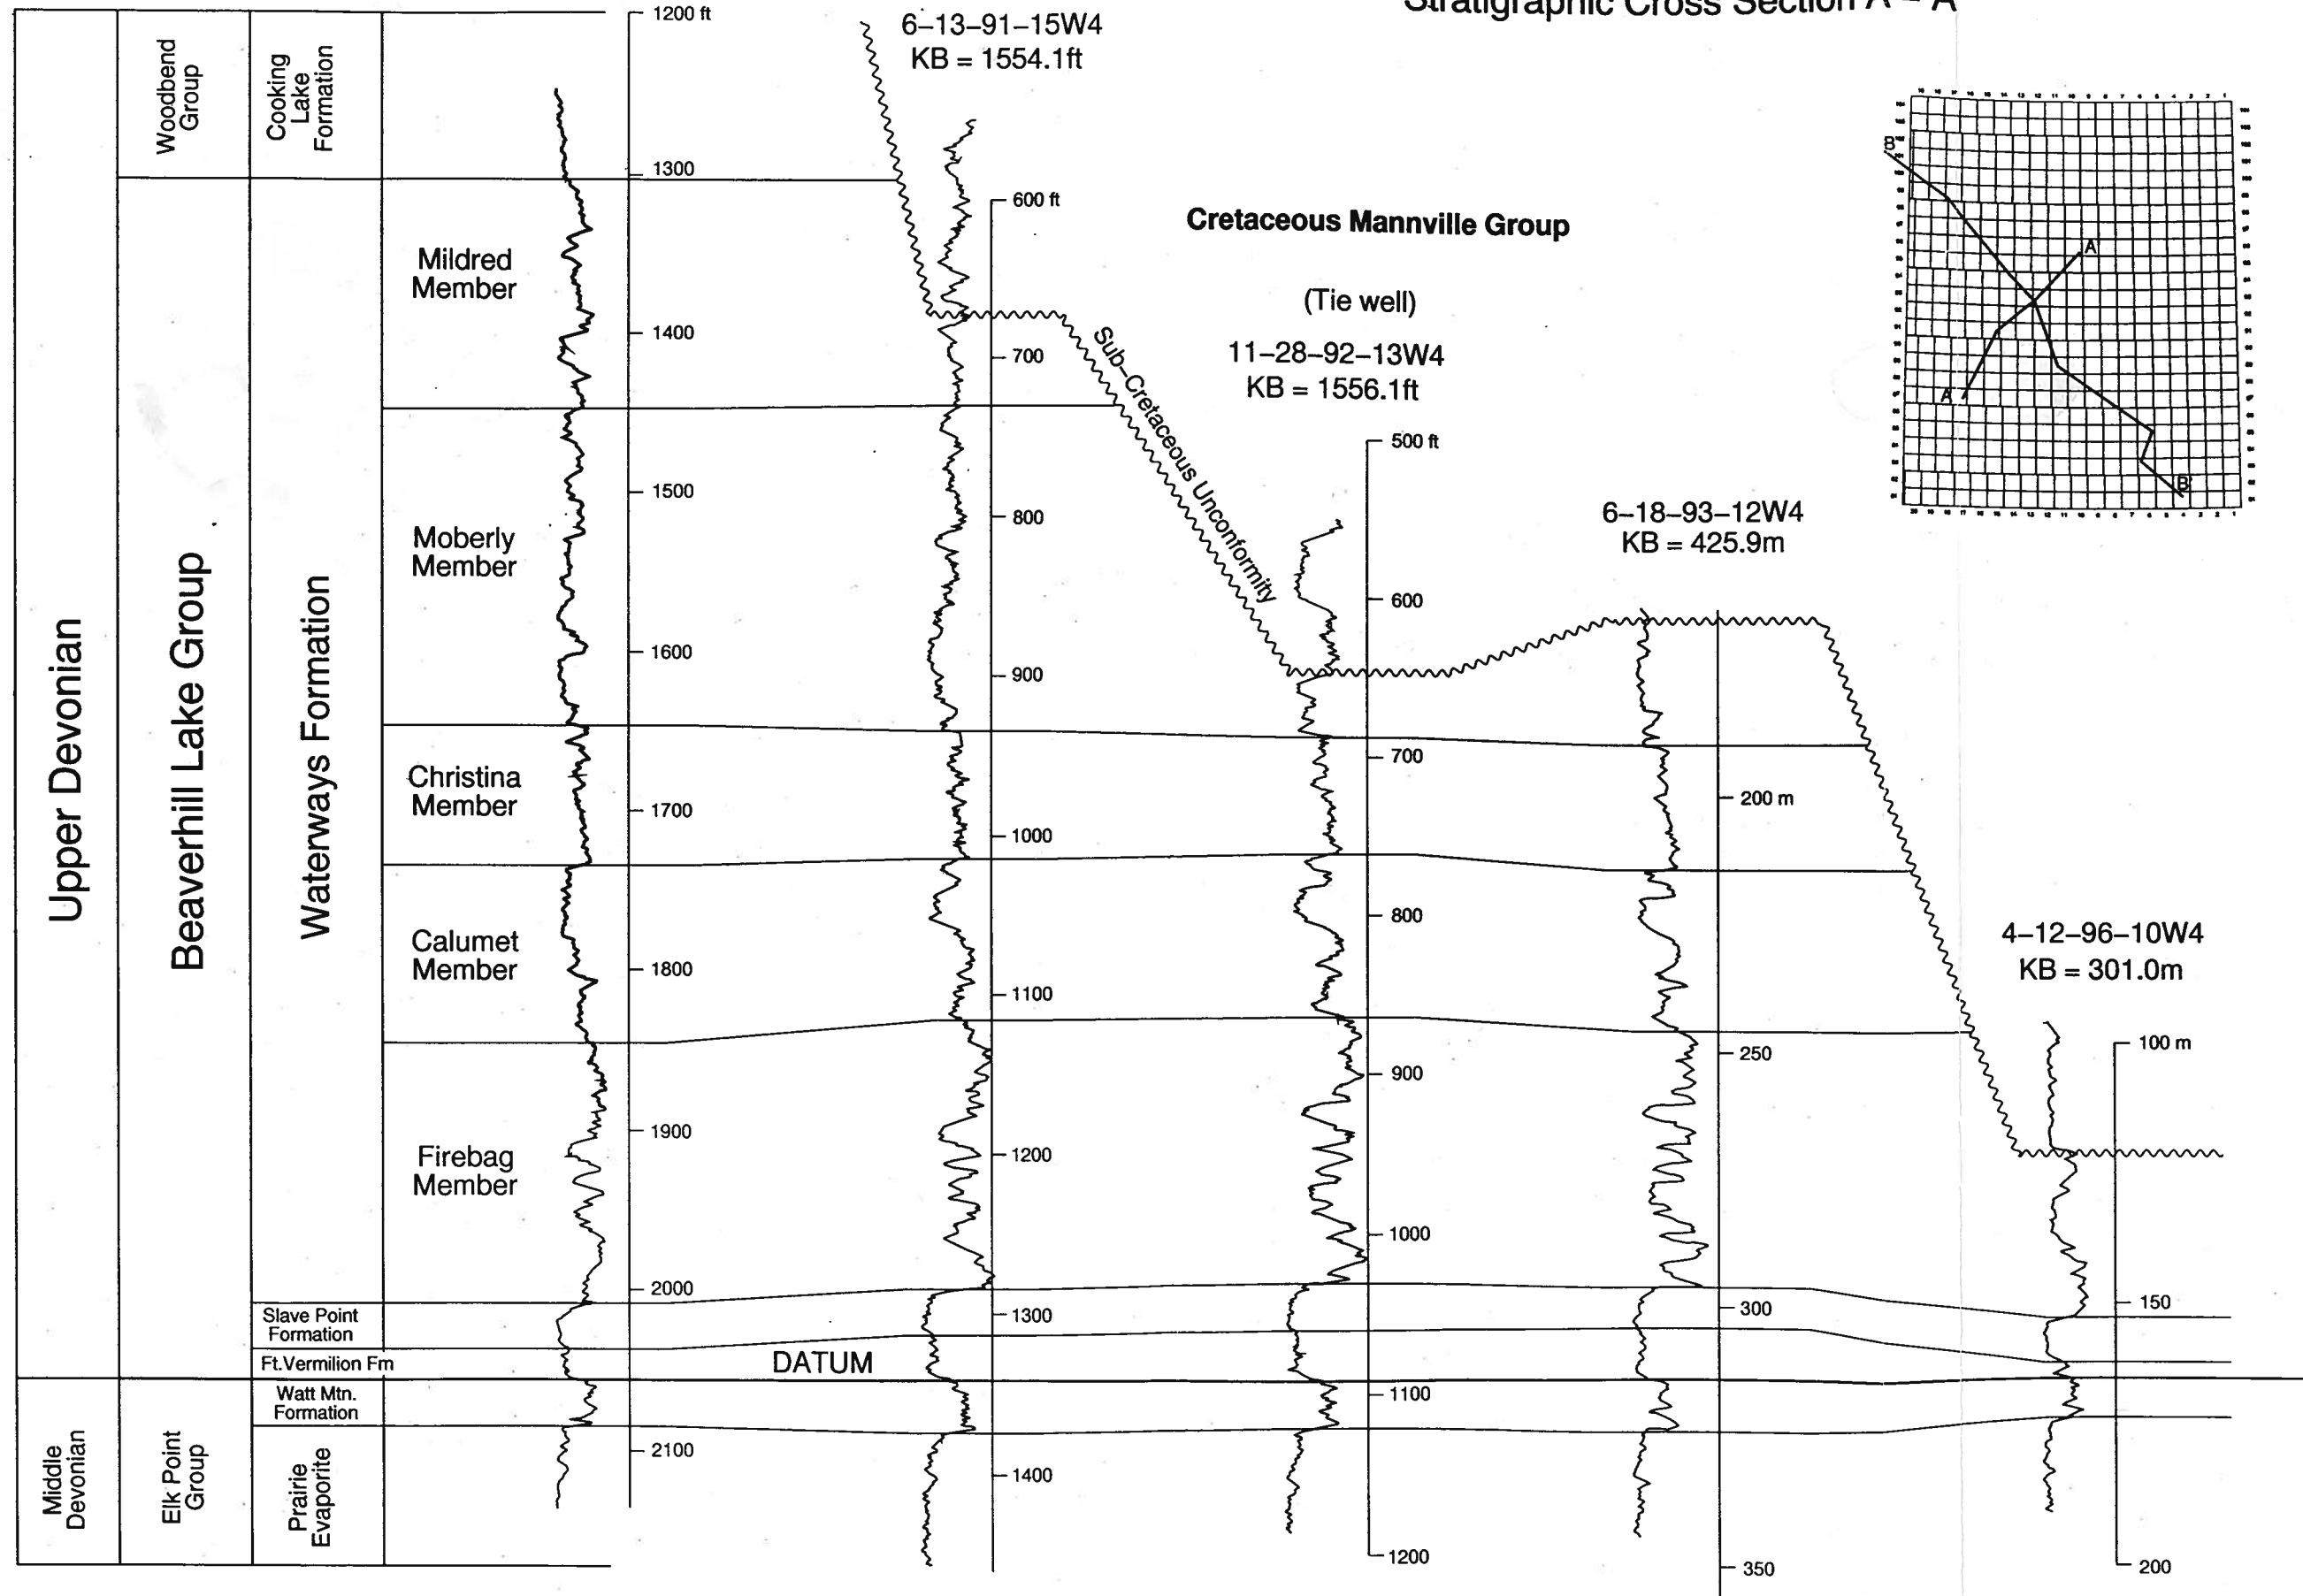 Stratigraphic Cross Section A – A'
Upper Devonian
Middle
Devonian
Woodbend
Group
Beaverhill Lake Group
Elk Point
Group
Cooking
Lake
Formation
Waterways Formation
Slave Point
Formation
Ft.Vermilion Fm
Watt Mtn.
Formation
Prairie
Evaporite
Mildred
Member
Moberly
Member
Christina
Member
Calumet
Member
Firebag
Member
1200 ft
1300
1400
1500
1600
1700
1800
1900
2000
2100
DATUM
6–13–91–15W4
KB = 1554.1ft
600 ft
700
800
900
1000
1100
1200
1300
1400
Cretaceous Mannville Group
Sub–Cretaceous Unconformity
(Tie well)
11–28–92–13W4
KB = 1556.1ft
500 ft
600
700
800
900
1000
1100
1200
6–18–93–12W4
KB = 425.9m
200 m
250
300
350
4–12–96–10W4
KB = 301.0m
100 m
150
200
B'
A'
A
B